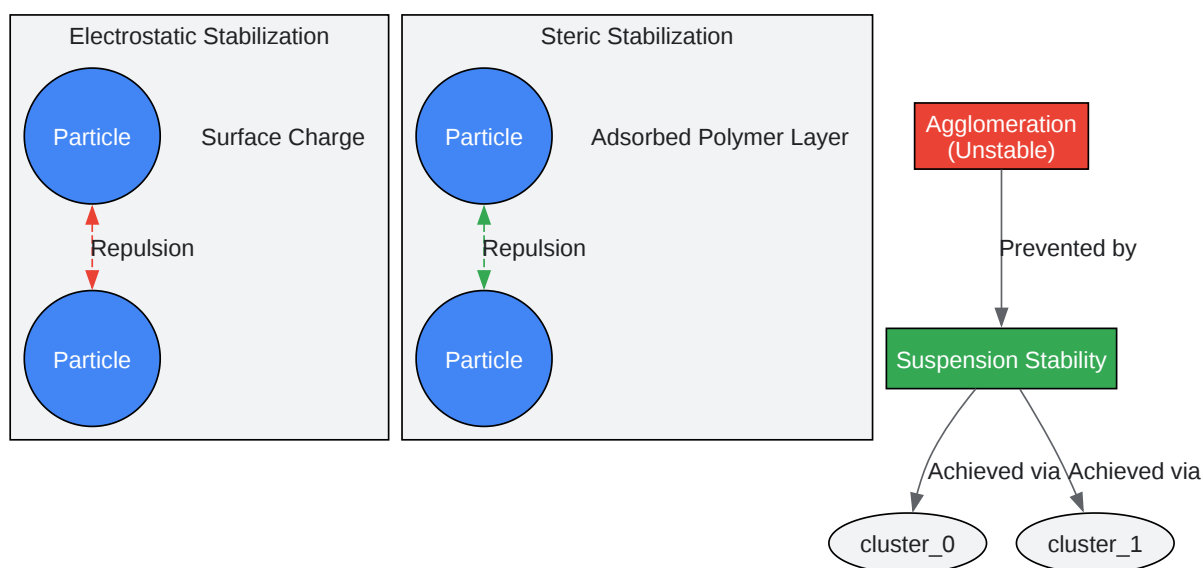 Electrostatic Stabilization
Particle
Surface Charge
Repulsion
Particle
Steric Stabilization
Particle
Adsorbed Polymer Layer
Repulsion
Particle
Agglomeration
(Unstable)
Prevented by
Suspension Stability
Achieved via
Achieved via
cluster_0
cluster_1